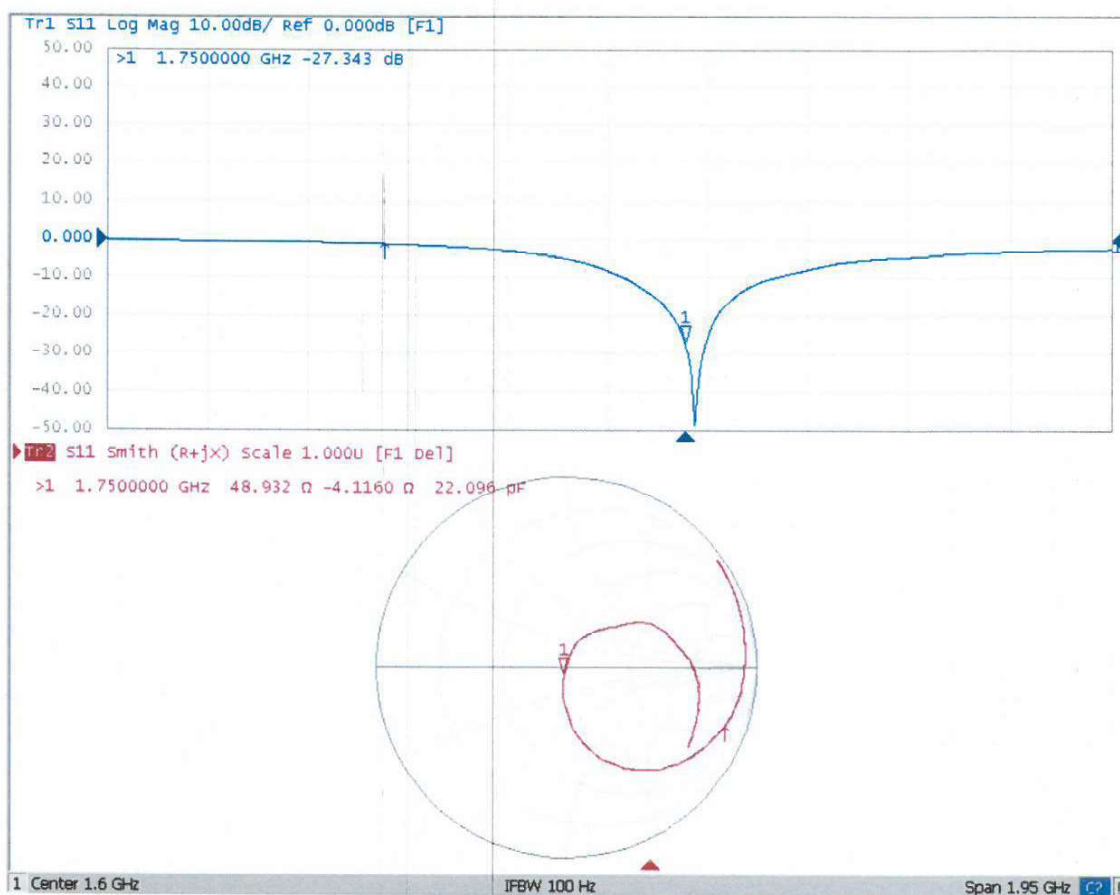 Tr1 S11 Log Mag 10.00dB/ Ref 0.000dB [F1]
50.00
>1 1.7500000 GHz -27.343 dB
40.00
30.00
20.00
10.00
0.000
-10.00
-20.00
1
-30.00
-40.00
-50.00
Tr2 S11 Smith (R+jX) Scale 1.000U [F1 Del]
>1 1.7500000 GHz 48.932 Ω -4.1160 Ω 22.096 pF
1
1 Center 1.6 GHz IFBW 100 Hz Span 1.95 GHz C?